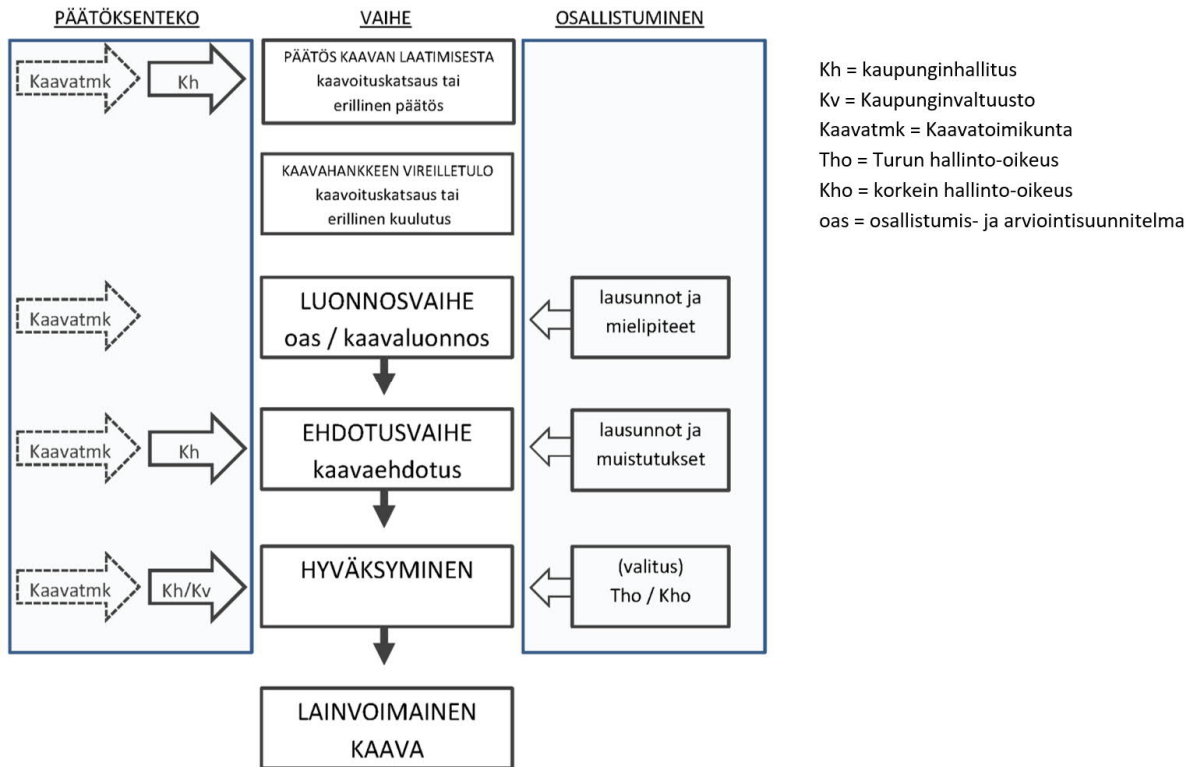 PÄÄTÖKSENTEKO
VAIHE
OSALLISTUMINEN
Kaavatmk
Kh
PÄÄTÖS KAAVAN LAATIMISESTA
kaavoituskatsaus tai
erillinen päätös
KAAVAHANKKEEN VIREILLETULO
kaavoituskatsaus tai
erillinen kuulutus
Kaavatmk
LUONNOSVAIHE
oas / kaavaluonnos
lausunnot ja
mielipiteet
Kaavatmk
Kh
EHDOTUSVAIHE
kaavaehdotus
lausunnot ja
muistutukset
Kaavatmk
Kh/Kv
HYVÄKSYMINEN
(valitus)
Tho / Kho
LAINVOIMAINEN
KAAVA
Kh = kaupunginhallitus
Kv = Kaupunginvaltuusto
Kaavatmk = Kaavatoimikunta
Tho = Turun hallinto-oikeus
Kho = korkein hallinto-oikeus
oas = osallistumis- ja arviointisuunnitelma